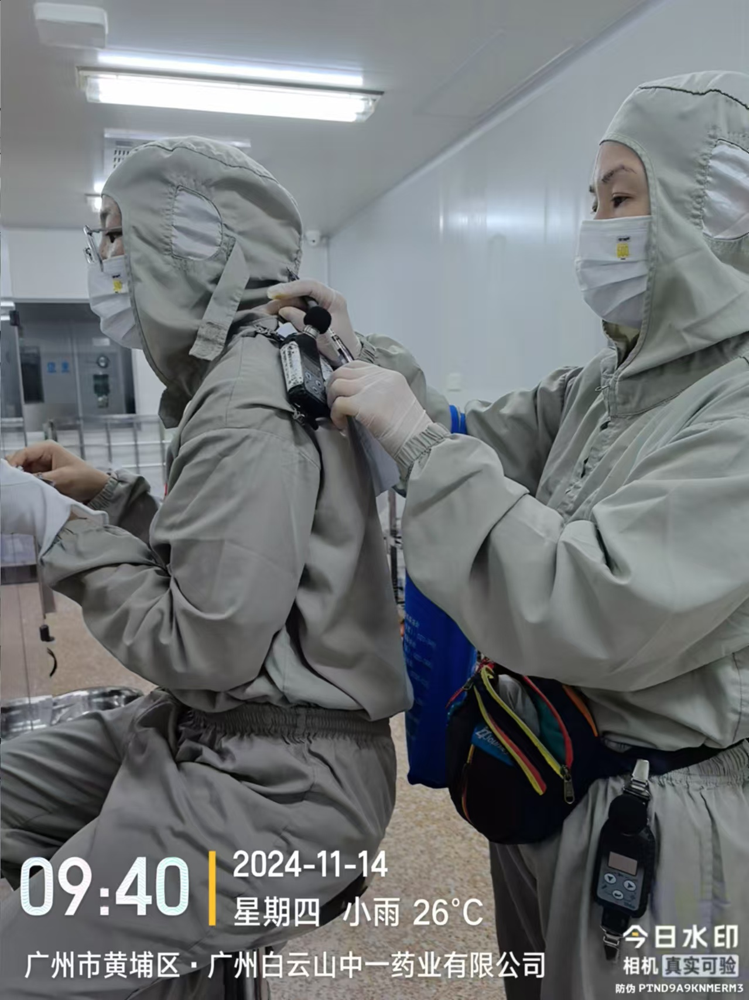 09:40
2024-11-14
星期四 小雨 26°C
广州市黄埔区·广州白云山中一药业有限公司
今日水印
相机 真实可验
防伪 PTND9A9KNMERM3